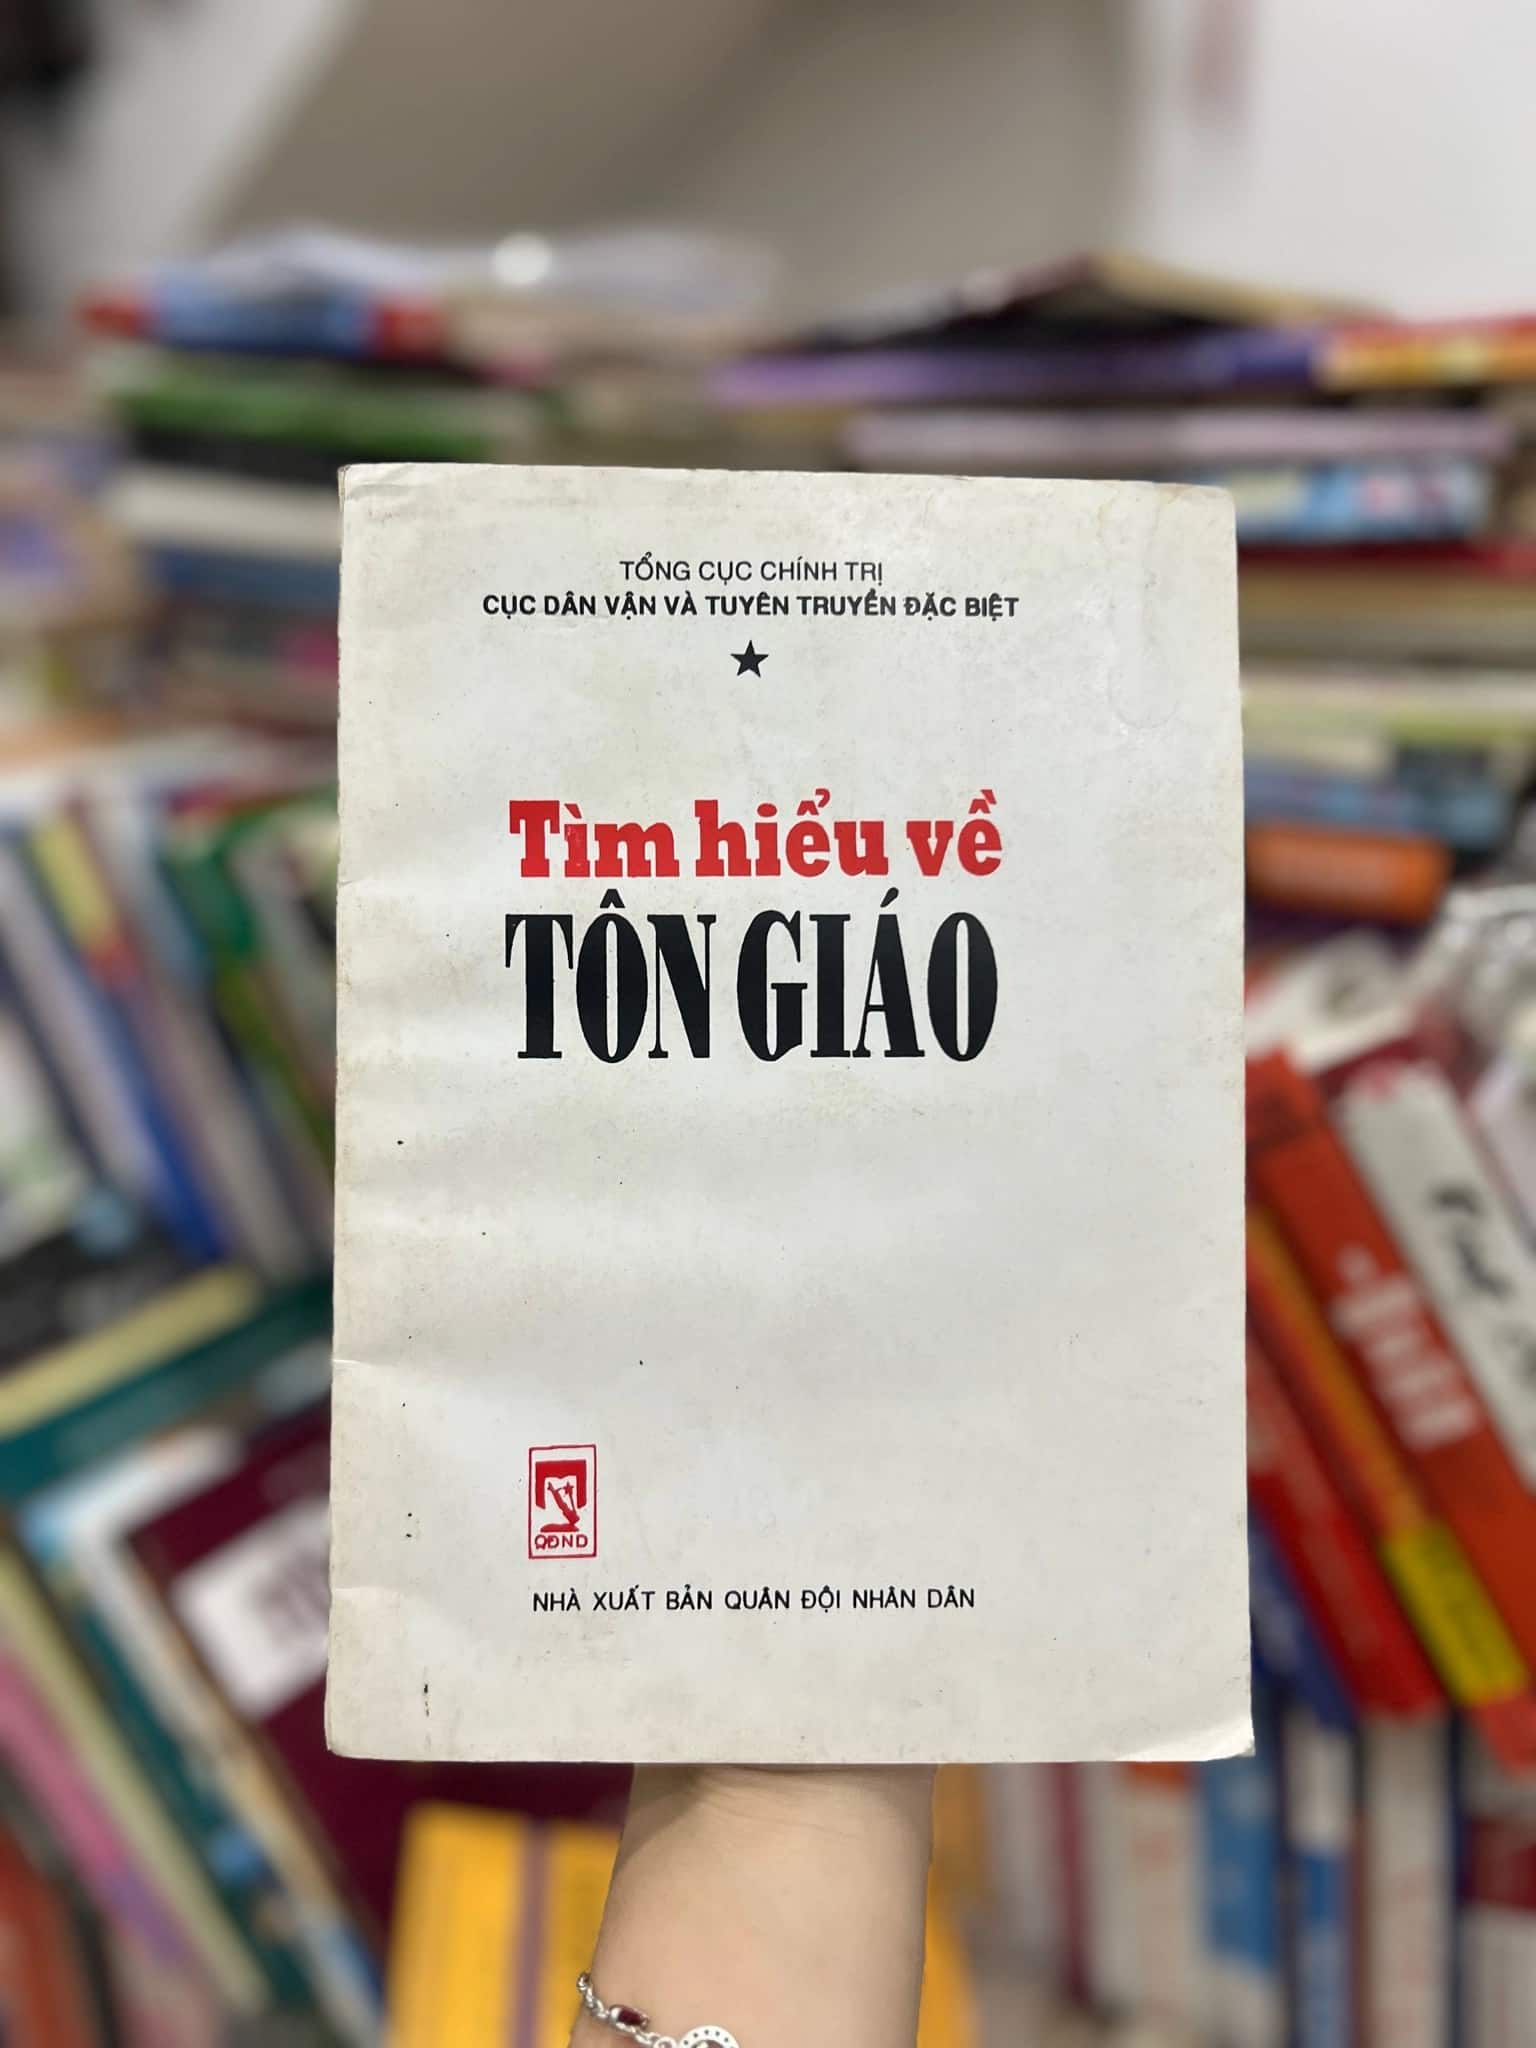 TỔNG CỤC CHÍNH TRỊ
CỤC DÂN VẬN VÀ TUYÊN TRUYỀN ĐẶC BIỆT
Tìm hiểu về
TÔN GIÁO
QĐND
NHÀ XUẤT BẢN QUÂN ĐỘI NHÂN DÂN